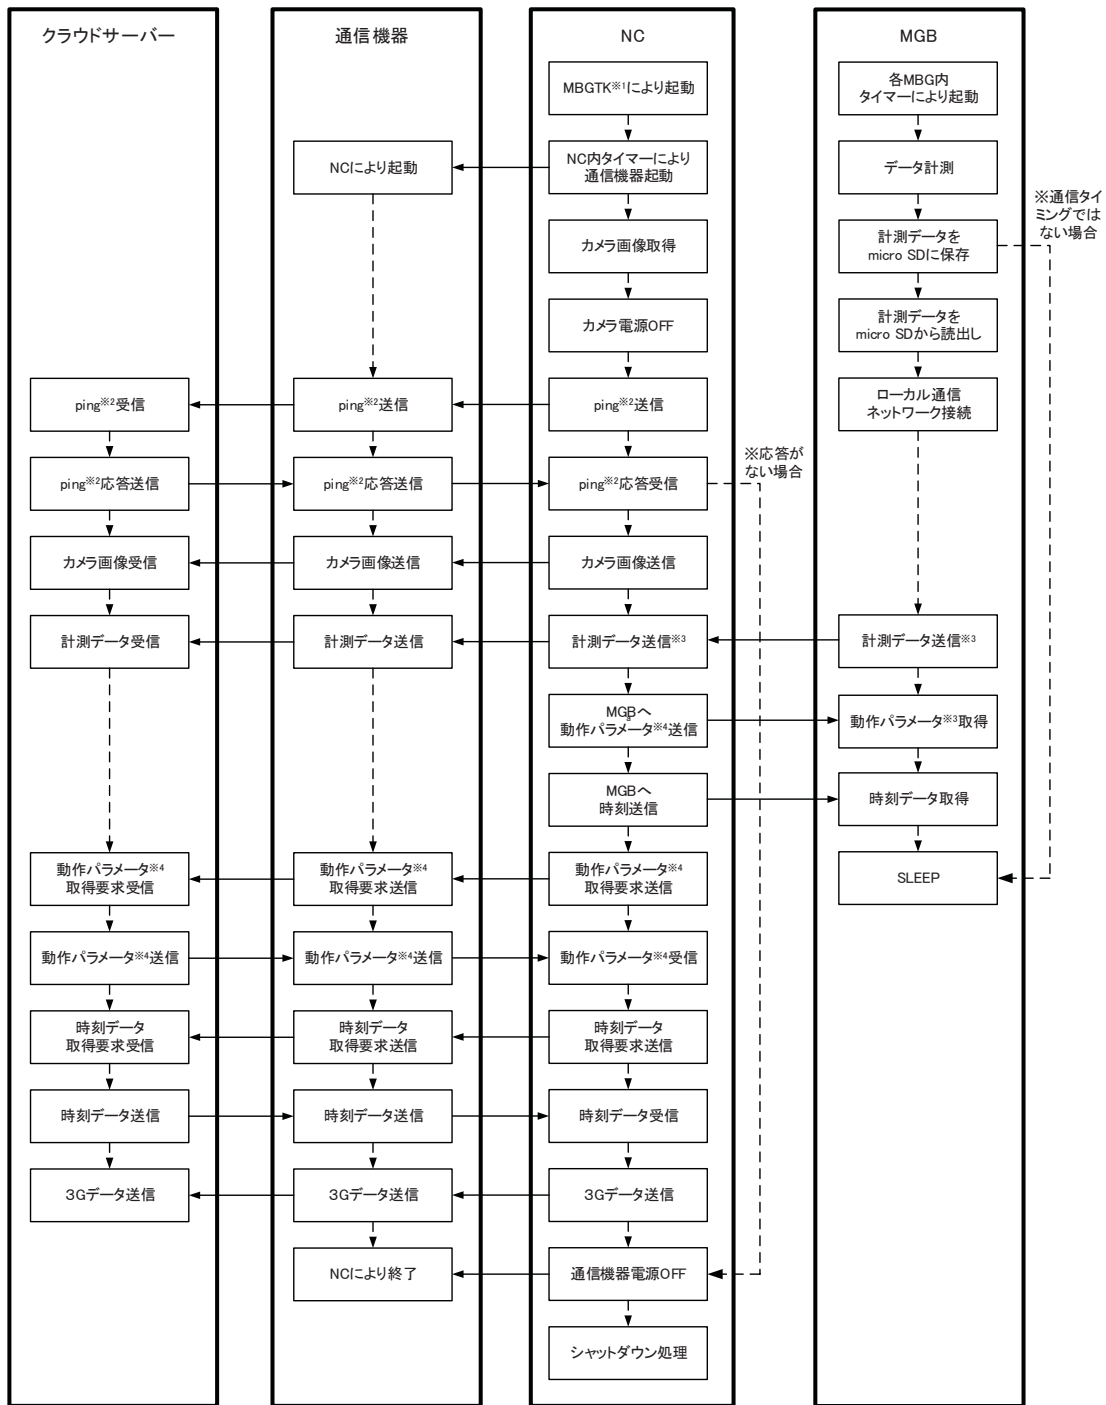 クラウドサーバー
通信機器
NC
MGB
MBGTK※1により起動
各MBG内
タイマーにより起動
NCにより起動
NC内タイマーにより
通信機器起動
データ計測
※通信タイ
ミングでは
ない場合
カメラ画像取得
計測データを
micro SDに保存
カメラ電源OFF
計測データを
micro SDから読出し
ping※2受信
ping※2送信
ping※2送信
ローカル通信
ネットワーク接続
※応答が
ない場合
ping※2応答送信
ping※2応答送信
ping※2応答受信
カメラ画像受信
カメラ画像送信
カメラ画像送信
計測データ受信
計測データ送信
計測データ送信※3
計測データ送信※3
MGBへ
動作パラメータ※4送信
動作パラメータ※3取得
MGBへ
時刻送信
時刻データ取得
動作パラメータ※4
取得要求受信
動作パラメータ※4
取得要求送信
動作パラメータ※4
取得要求送信
SLEEP
動作パラメータ※4送信
動作パラメータ※4送信
動作パラメータ※4受信
時刻データ
取得要求受信
時刻データ
取得要求送信
時刻データ
取得要求送信
時刻データ送信
時刻データ送信
時刻データ受信
3Gデータ送信
3Gデータ送信
3Gデータ送信
NCにより終了
通信機器電源OFF
シャットダウン処理